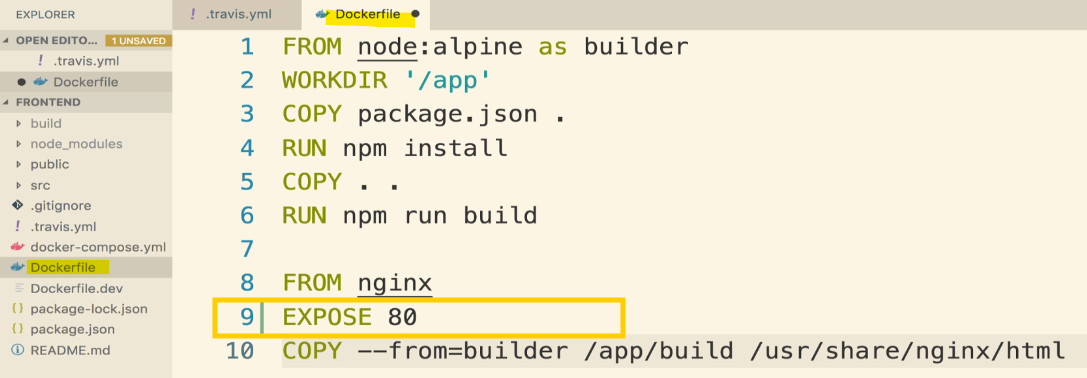 EXPLORER
OPEN EDITO... 1 UNSAVED
.travis.yml
Dockerfile
FRONTEND
build
node_modules
public
src
.gitignore
.travis.yml
docker-compose.yml
Dockerfile
Dockerfile.dev
package-lock.json
package.json
README.md
.travis.yml Dockerfile
1 FROM node:alpine as builder
2 WORKDIR '/app'
3 COPY package.json .
4 RUN npm install
5 COPY . .
6 RUN npm run build
7
8 FROM nginx
9 EXPOSE 80
10 COPY --from=builder /app/build /usr/share/nginx/html